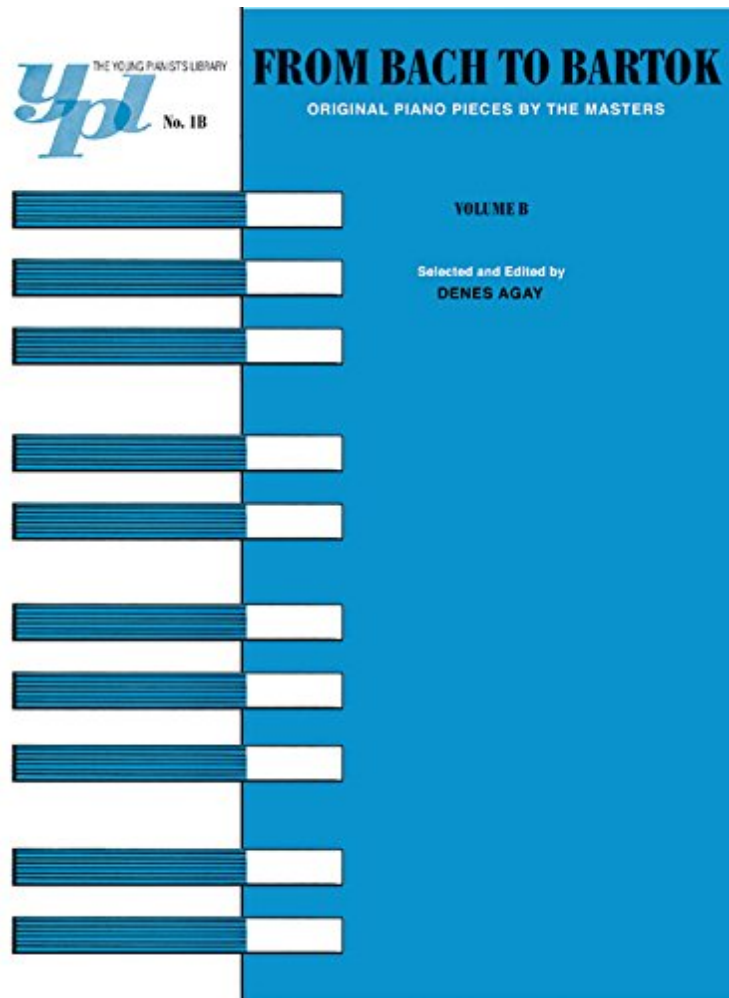 ypl
THE YOUNG PIANIST'S LIBRARY
No. 1B
FROM BACH TO BARTOK
ORIGINAL PIANO PIECES BY THE MASTERS
VOLUME B
Selected and Edited by
DENES AGAY